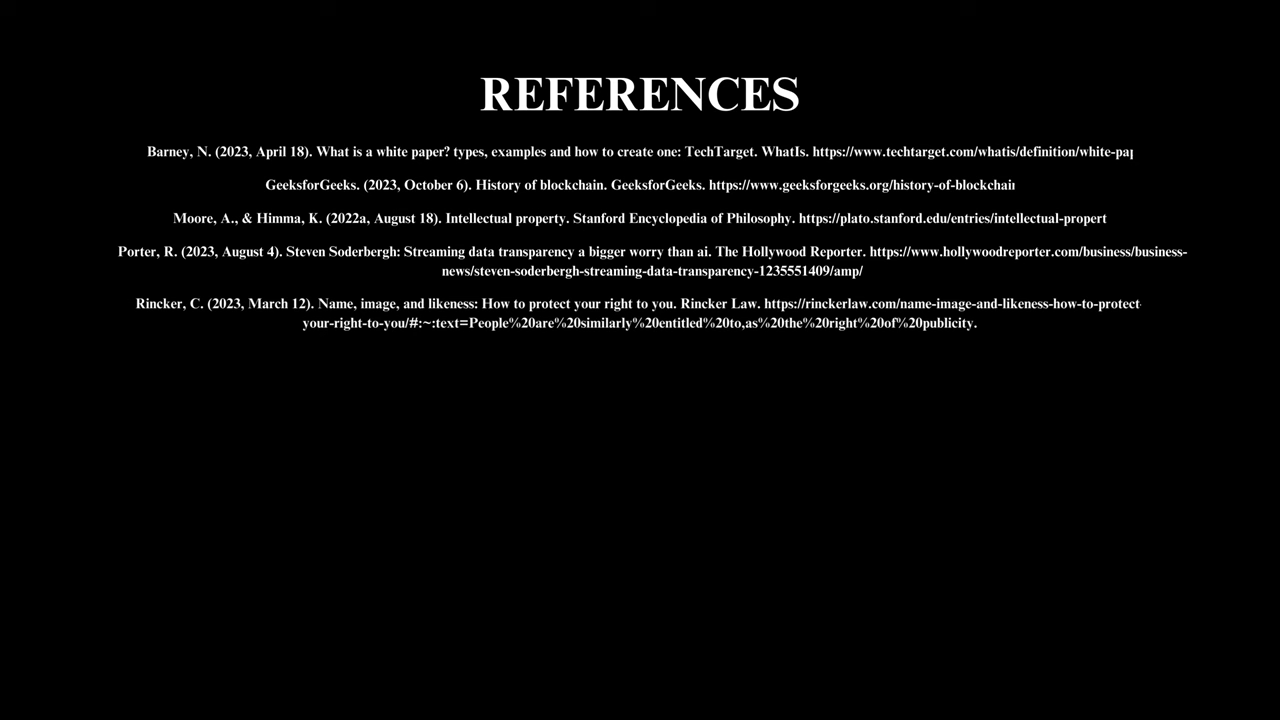 REFERENCES
Barney, N. (2023, April 18). What is a white paper? types, examples and how to create one: TechTarget. WhatIs. https://www.techtarget.com/whatis/definition/white-pap
GeeksforGeeks. (2023, October 6). History of blockchain. GeeksforGeeks. https://www.geeksforgeeks.org/history-of-blockchain
Moore, A., & Himma, K. (2022a, August 18). Intellectual property. Stanford Encyclopedia of Philosophy. https://plato.stanford.edu/entries/intellectual-propert
Porter, R. (2023, August 4). Steven Soderbergh: Streaming data transparency a bigger worry than ai. The Hollywood Reporter. https://www.hollywoodreporter.com/business/business-
news/steven-soderbergh-streaming-data-transparency-1235551409/amp/
Rincker, C. (2023, March 12). Name, image, and likeness: How to protect your right to you. Rincker Law. https://rinckerlaw.com/name-image-and-likeness-how-to-protect-
your-right-to-you/#:~:text=People%20are%20similarly%20entitled%20to,as%20the%20right%20of%20publicity.